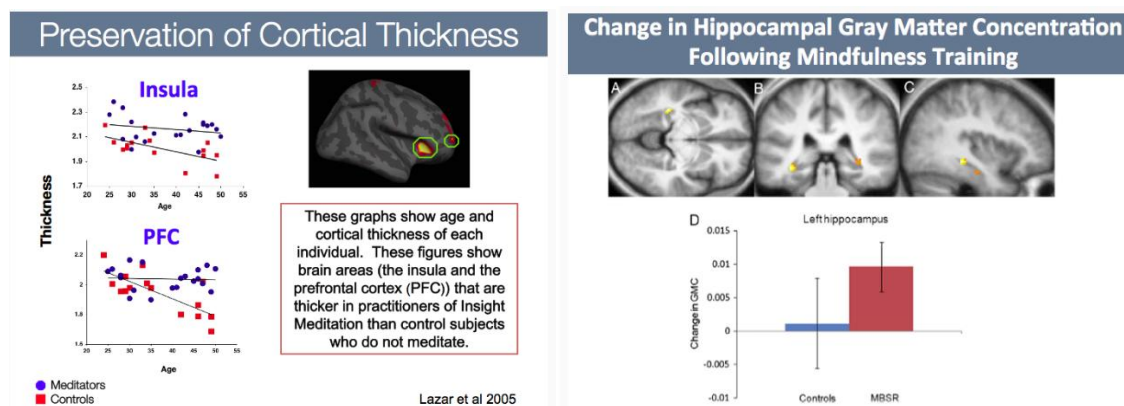 Preservation of Cortical Thickness
Insula
2.5
2.3
2.1
1.9
1.7
20 25 30 35 40 45 50 55
Age
Thickness
PFC
2.2
2
1.8
1.6
20 25 30 35 40 45 50 55
Age
Meditators
Controls
These graphs show age and
cortical thickness of each
individual. These figures show
brain areas (the insula and the
prefrontal cortex (PFC)) that are
thicker in practitioners of Insight
Meditation than control subjects
who do not meditate.
Lazar et al 2005
Change in Hippocampal Gray Matter Concentration
Following Mindfulness Training
A B C
D Left hippocampus
0.015
0.01
0.005
0
-0.005
-0.01
Change in GMC
Controls MBSR